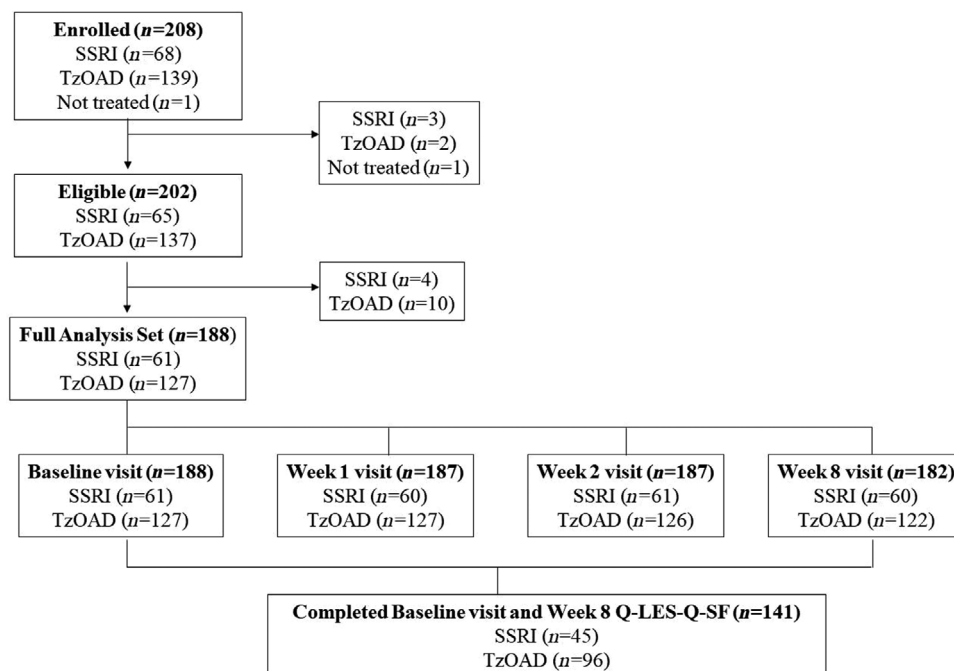 Enrolled (n=208)
SSRI (n=68)
TzOAD (n=139)
Not treated (n=1)
SSRI (n=3)
TzOAD (n=2)
Not treated (n=1)
Eligible (n=202)
SSRI (n=65)
TzOAD (n=137)
SSRI (n=4)
TzOAD (n=10)
Full Analysis Set (n=188)
SSRI (n=61)
TzOAD (n=127)
Baseline visit (n=188)
SSRI (n=61)
TzOAD (n=127)
Week 1 visit (n=187)
SSRI (n=60)
TzOAD (n=127)
Week 2 visit (n=187)
SSRI (n=61)
TzOAD (n=126)
Week 8 visit (n=182)
SSRI (n=60)
TzOAD (n=122)
Completed Baseline visit and Week 8 Q-LES-Q-SF (n=141)
SSRI (n=45)
TzOAD (n=96)